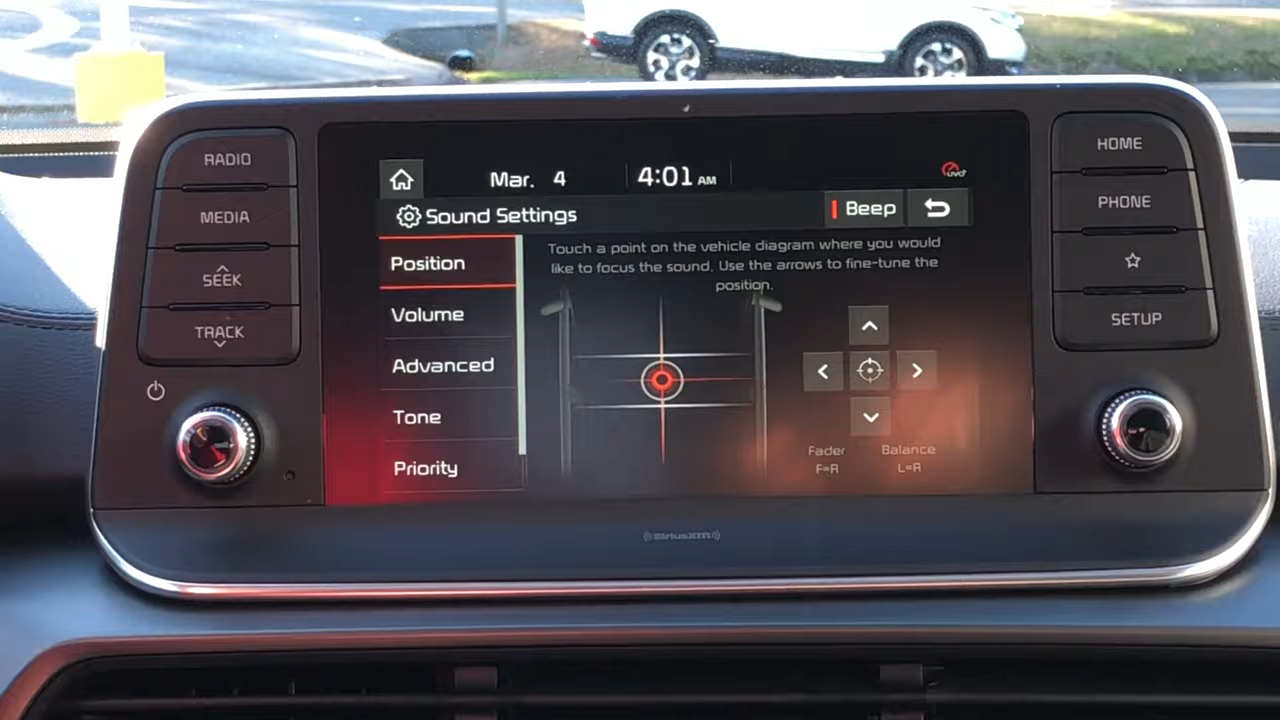 RADIO
MEDIA
SEEK
TRACK
HOME
PHONE
SETUP
Mar. 4
4:01 AM
UVO
Sound Settings
Beep
Position
Volume
Advanced
Tone
Priority
Touch a point on the vehicle diagram where you would
like to focus the sound. Use the arrows to fine-tune the
position.
Fader
F=R
Balance
L=R
((SiriusXM))